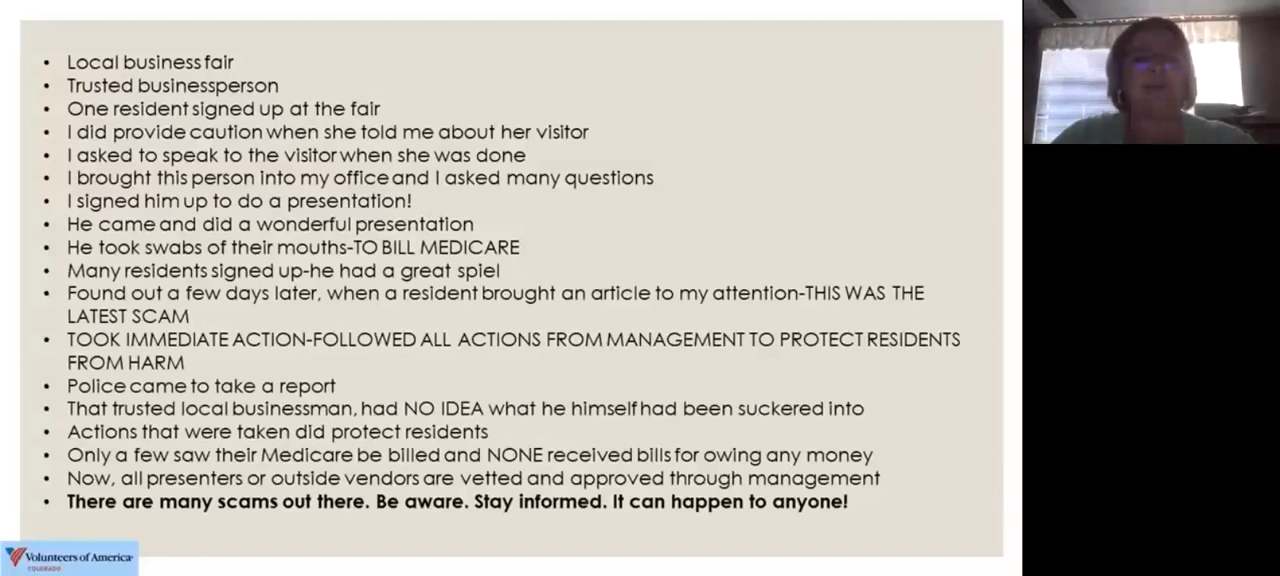 • Local business fair
• Trusted businessperson
• One resident signed up at the fair
• I did provide caution when she told me about her visitor
• I asked to speak to the visitor when she was done
• I brought this person into my office and I asked many questions
• I signed him up to do a presentation!
• He came and did a wonderful presentation
• He took swabs of their mouths-TO BILL MEDICARE
• Many residents signed up-he had a great spiel
• Found out a few days later, when a resident brought an article to my attention-THIS WAS THE
LATEST SCAM
• TOOK IMMEDIATE ACTION-FOLLOWED ALL ACTIONS FROM MANAGEMENT TO PROTECT RESIDENTS
FROM HARM
• Police came to take a report
• That trusted local businessman, had NO IDEA what he himself had been suckered into
• Actions that were taken did protect residents
• Only a few saw their Medicare be billed and NONE received bills for owing any money
• Now, all presenters or outside vendors are vetted and approved through management
• There are many scams out there. Be aware. Stay informed. It can happen to anyone!
Volunteers of America
COLORADO